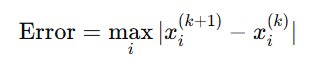 Error = max_i |x_i^{(k+1)} − x_i^{(k)}|